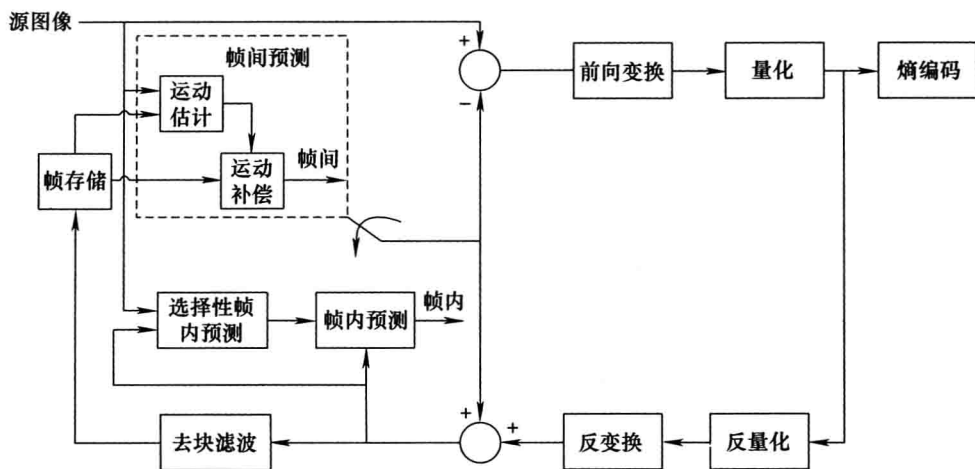 源图像
帧间预测
+
前向变换
量化
熵编码
运动
估计
−
帧间
帧存储
运动
补偿
选择性帧
内预测
帧内预测
帧内
+
+
去块滤波
反变换
反量化